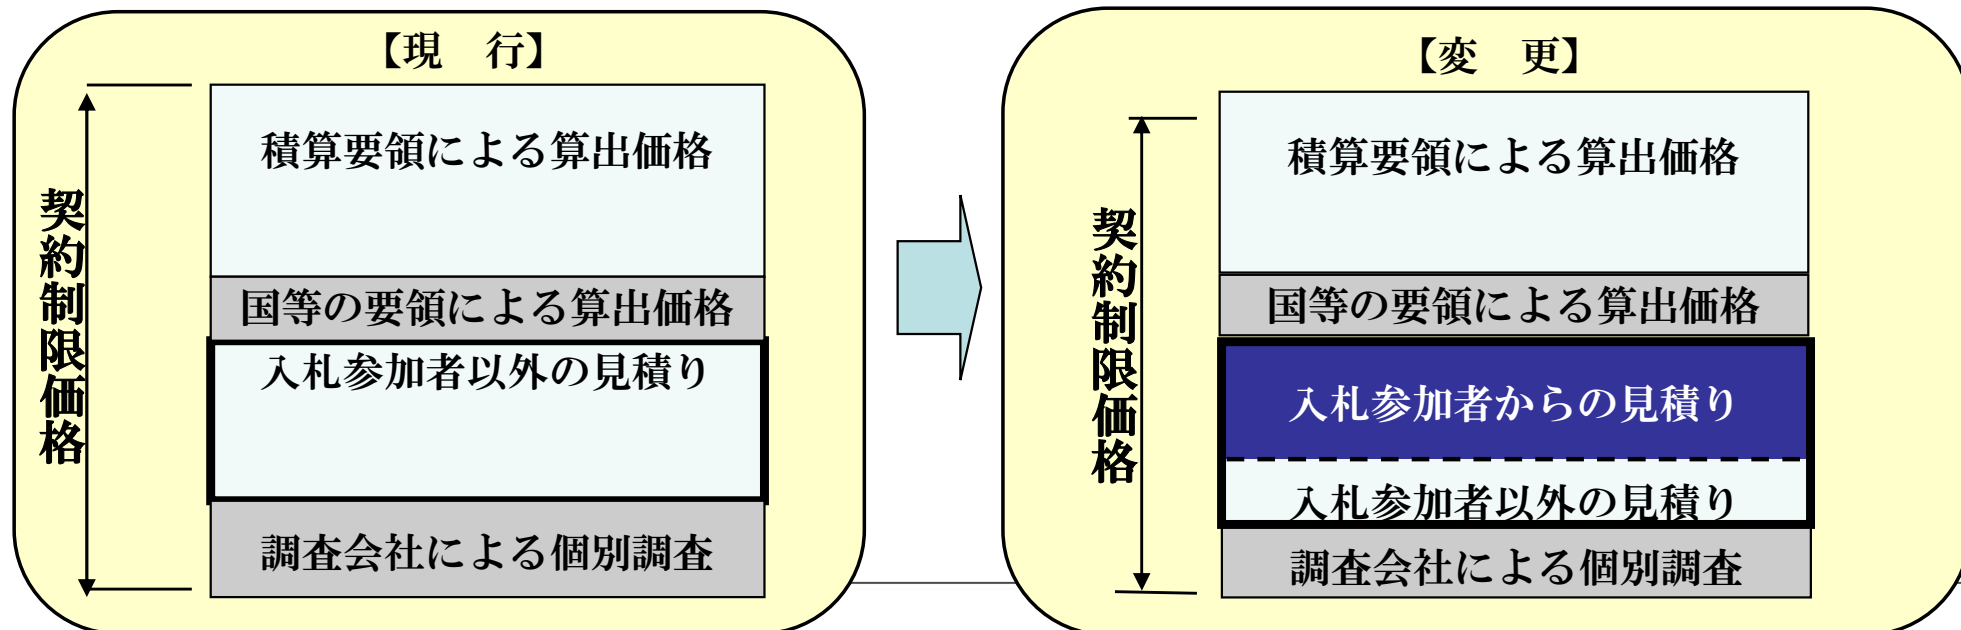 【現　行】
契約制限価格
積算要領による算出価格
国等の要領による算出価格
入札参加者以外の見積り
調査会社による個別調査
【変　更】
契約制限価格
積算要領による算出価格
国等の要領による算出価格
入札参加者からの見積り
入札参加者以外の見積り
調査会社による個別調査